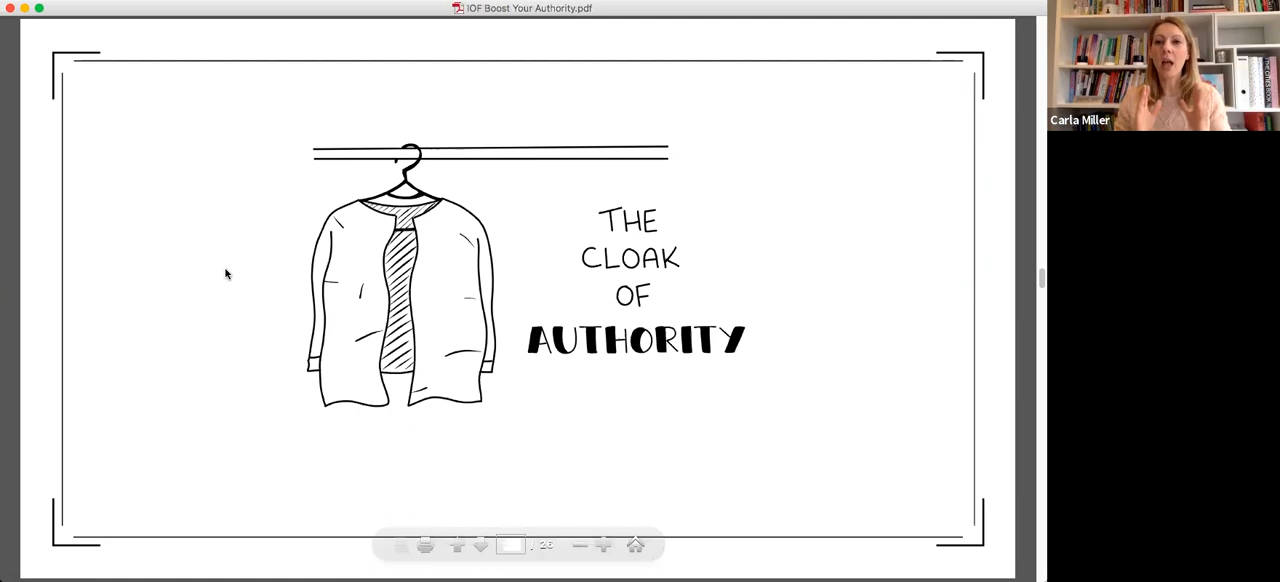 IOF Boost Your Authority.pdf
THE
CLOAK
OF
AUTHORITY
Carla Miller
/ 26